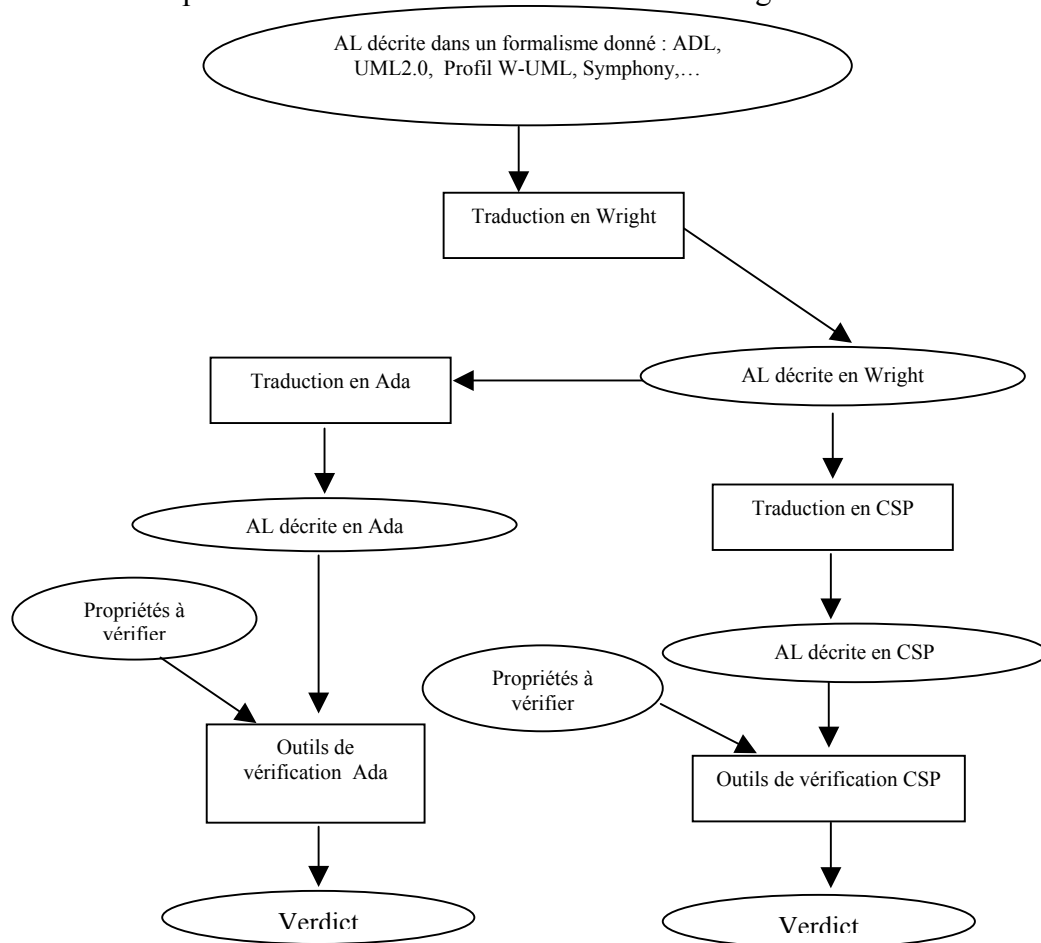 AL décrite dans un formalisme donné : ADL,
UML2.0, Profil W-UML, Symphony,…
Traduction en Wright
Traduction en Ada
AL décrite en Wright
AL décrite en Ada
Traduction en CSP
Propriétés à
vérifier
AL décrite en CSP
Propriétés à
vérifier
Outils de
vérification Ada
Outils de vérification CSP
Verdict
Verdict